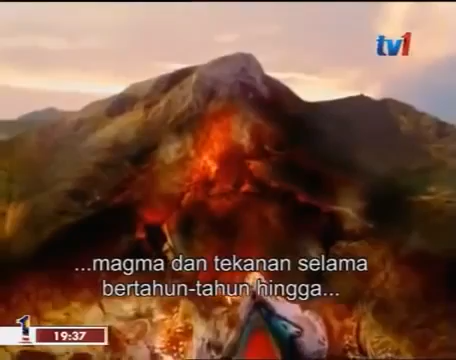 tv1
...magma dan tekanan selama
bertahun-tahun hingga...
1 19:37